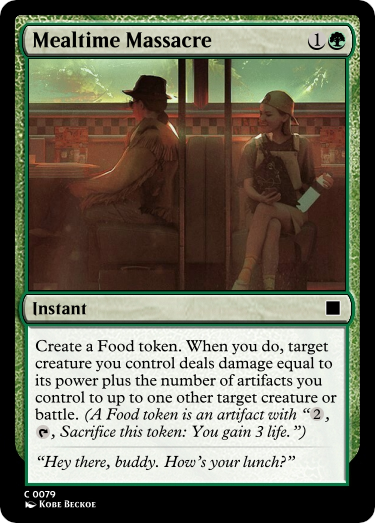 Mealtime Massacre 1
Instant
Create a Food token. When you do, target
creature you control deals damage equal to
its power plus the number of artifacts you
control to up to one other target creature or
battle. (A Food token is an artifact with “2,
, Sacrifice this token: You gain 3 life.”)
“Hey there, buddy. How’s your lunch?”
C 0079
Kobe Beckoe